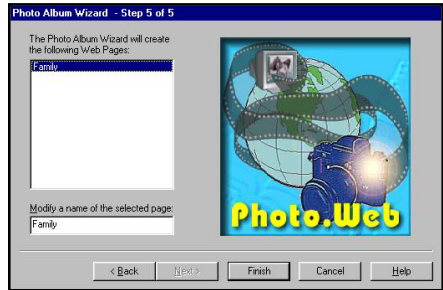 Photo Album Wizard - Step 5 of 5
The Photo Album Wizard will create
the following Web Pages:
Family
Modify a name of the selected page:
Family
Photo.Web
< Back
Next >
Finish
Cancel
Help